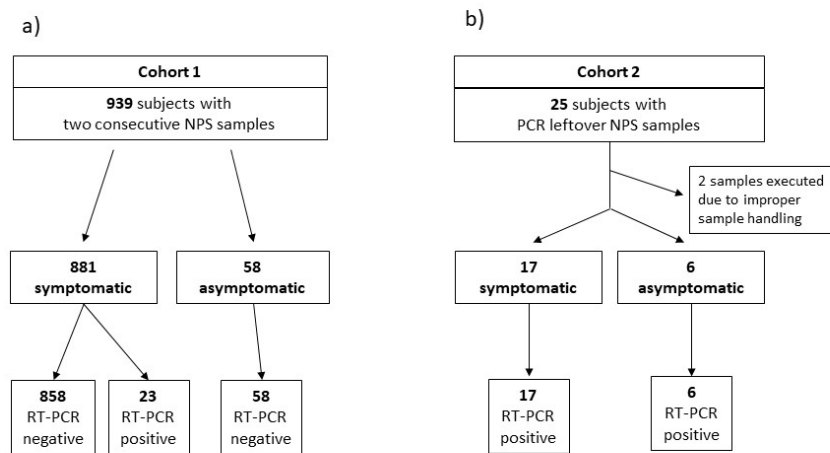 a)
Cohort 1
939 subjects with
two consecutive NPS samples
881
symptomatic
58
asymptomatic
858
RT-PCR
negative
23
RT-PCR
positive
58
RT-PCR
negative
b)
Cohort 2
25 subjects with
PCR leftover NPS samples
2 samples executed
due to improper
sample handling
17
symptomatic
6
asymptomatic
17
RT-PCR
positive
6
RT-PCR
positive